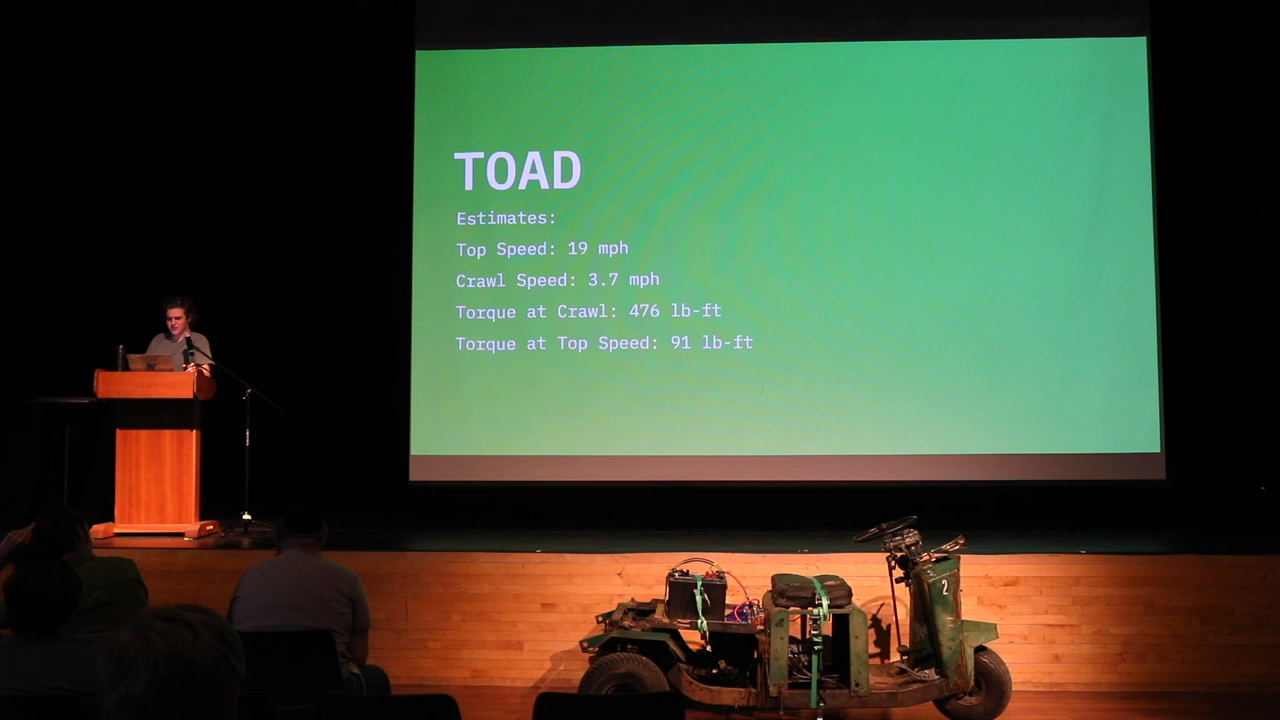 TOAD
Estimates:
Top Speed: 19 mph
Crawl Speed: 3.7 mph
Torque at Crawl: 476 lb-ft
Torque at Top Speed: 91 lb-ft
2